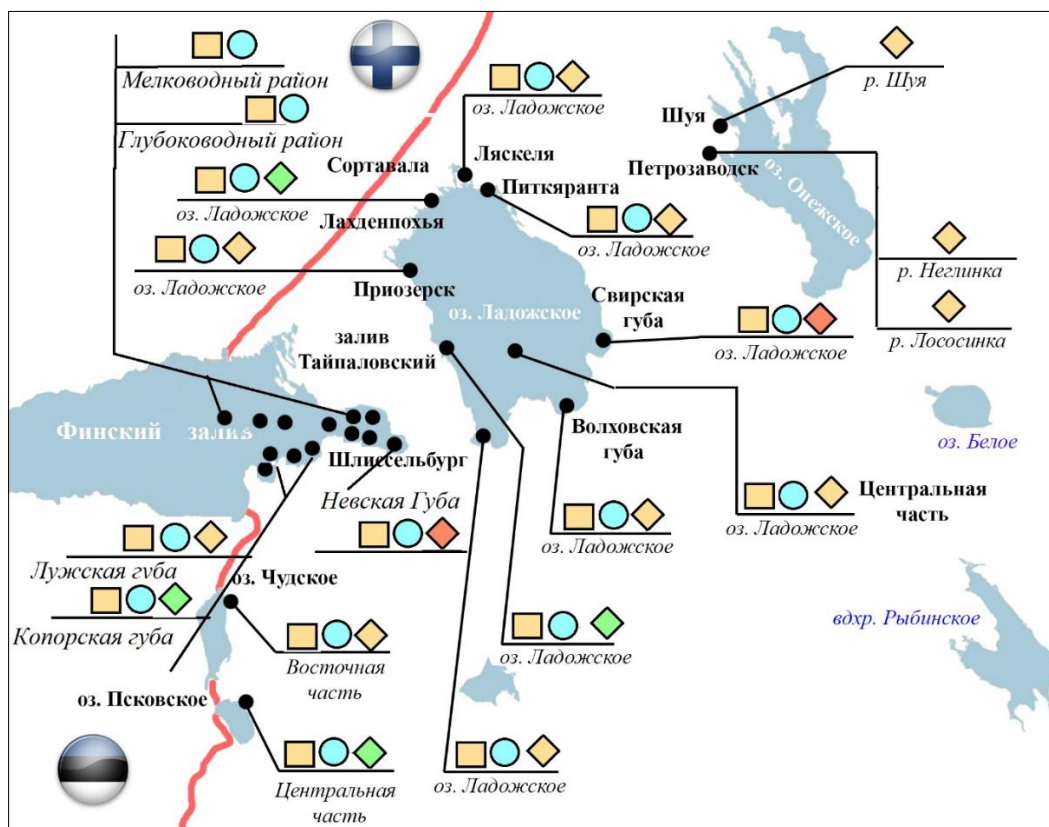 Мелководный район
Глубоководный район
оз. Ладожское
оз. Ладожское
оз. Ладожское
Сортавала
Ляскеля
Лахденпохья
Питкяранта
оз. Ладожское
Приозерск
Шуя
р. Шуя
Петрозаводск
оз. Онежское
р. Неглинка
р. Лососинка
оз. Ладожское
Свирская
губа
оз. Ладожское
залив
Тайпаловский
Финский залив
Шлиссельбург
Волховская
губа
оз. Белое
Невская Губа
оз. Ладожское
оз. Ладожское
Центральная
часть
Лужская губа
Копорская губа
оз. Чудское
Восточная
часть
оз. Ладожское
вдхр. Рыбинское
оз. Псковское
Центральная
часть
оз. Ладожское